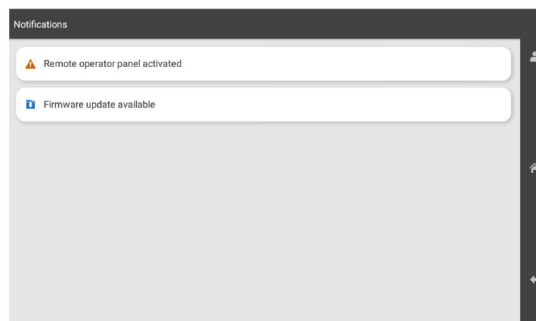 Notifications
Remote operator panel activated
Firmware update available